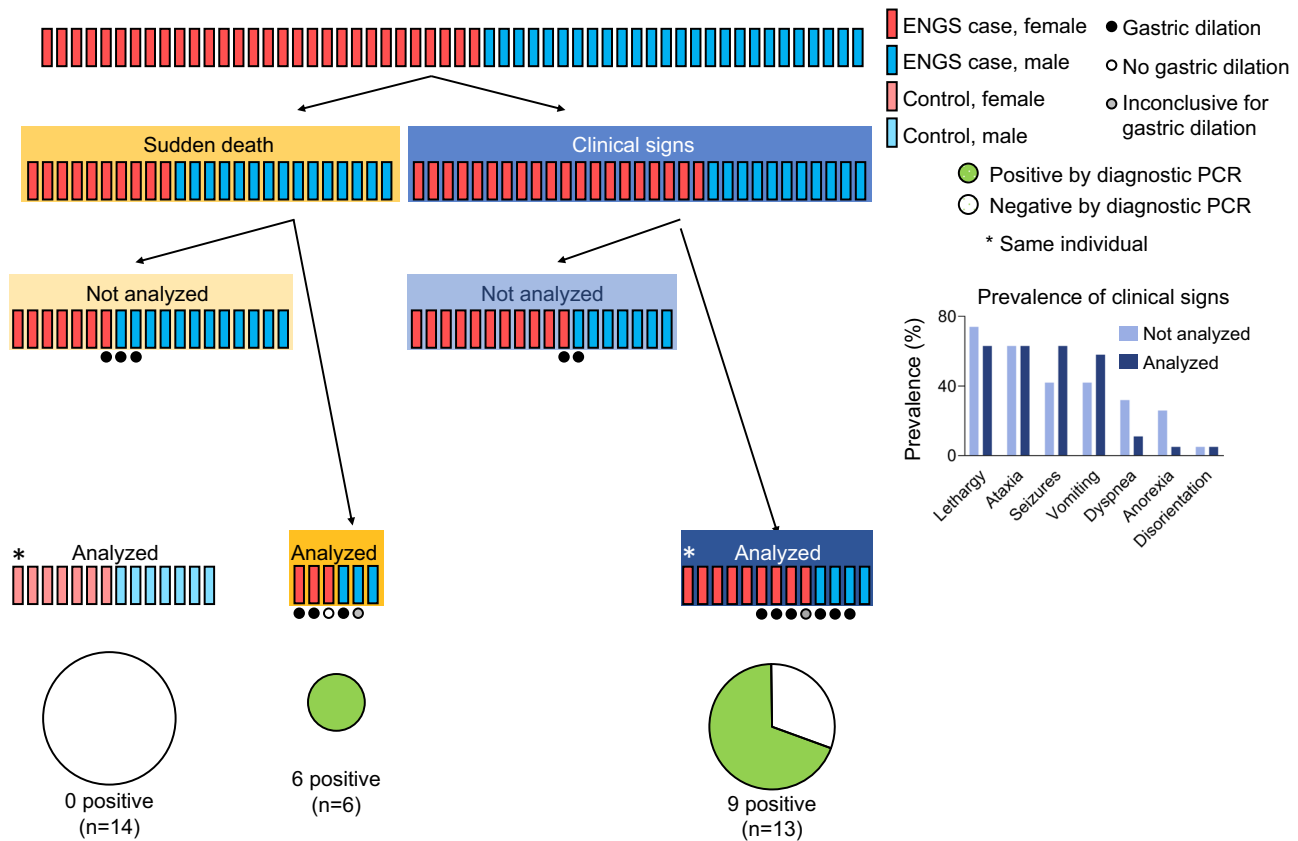 ENGS case, female
ENGS case, male
Control, female
Control, male
Gastric dilation
No gastric dilation
Inconclusive for
gastric dilation
Positive by diagnostic PCR
Negative by diagnostic PCR
* Same individual
Sudden death
Clinical signs
Not analyzed
Not analyzed
Prevalence of clinical signs
Prevalence (%)
80
40
0
Not analyzed
Analyzed
Lethargy
Ataxia
Seizures
Vomiting
Dyspnea
Anorexia
Disorientation
* Analyzed
Analyzed
* Analyzed
0 positive
(n=14)
6 positive
(n=6)
9 positive
(n=13)